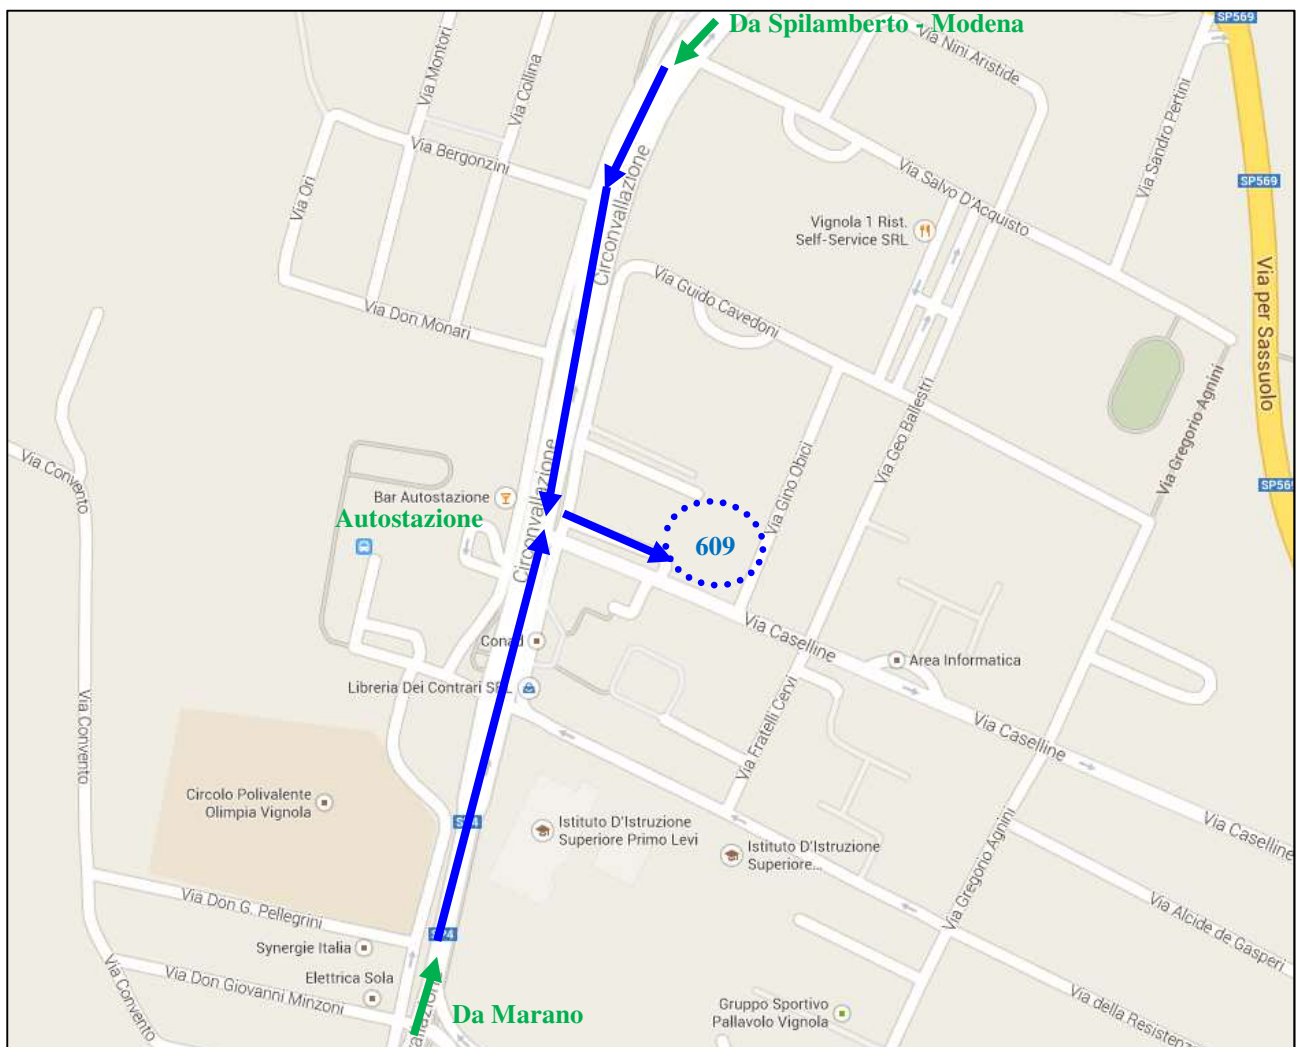 SP569
Da Spilamberto - Modena
Via Nini Aristide
Via Montori
Via Collina
Via Sandro Pertini
Via Bergonzini
Circonvallazione
Via Salvo D'Acquisto
SP569
Via Ori
Vignola 1 Rist.
Self-Service SRL
Via Guido Cavedoni
Via per Sassuolo
Via Don Monari
Via Geo Ballestri
Via Gregorio Agnini
Via Gino Obici
Via Convento
Circonvallazione
Bar Autostazione
SP569
Autostazione
609
Via Caselline
Conad
Area Informatica
Libreria Dei Contrari SRL
Via Fratelli Cervi
Via Convento
Via Caselline
Circolo Polivalente
Olimpia Vignola
SP4
Istituto D'Istruzione
Superiore Primo Levi
Istituto D'Istruzione
Superiore...
Via Caselline
Via Gregorio Agnini
Via Don G. Pellegrini
Via Alcide de Gasperi
Synergie Italia
SP4
Via Convento
Via Don Giovanni Minzoni
Elettrica Sola
Da Marano
Gruppo Sportivo
Pallavolo Vignola
Via della Resistenza